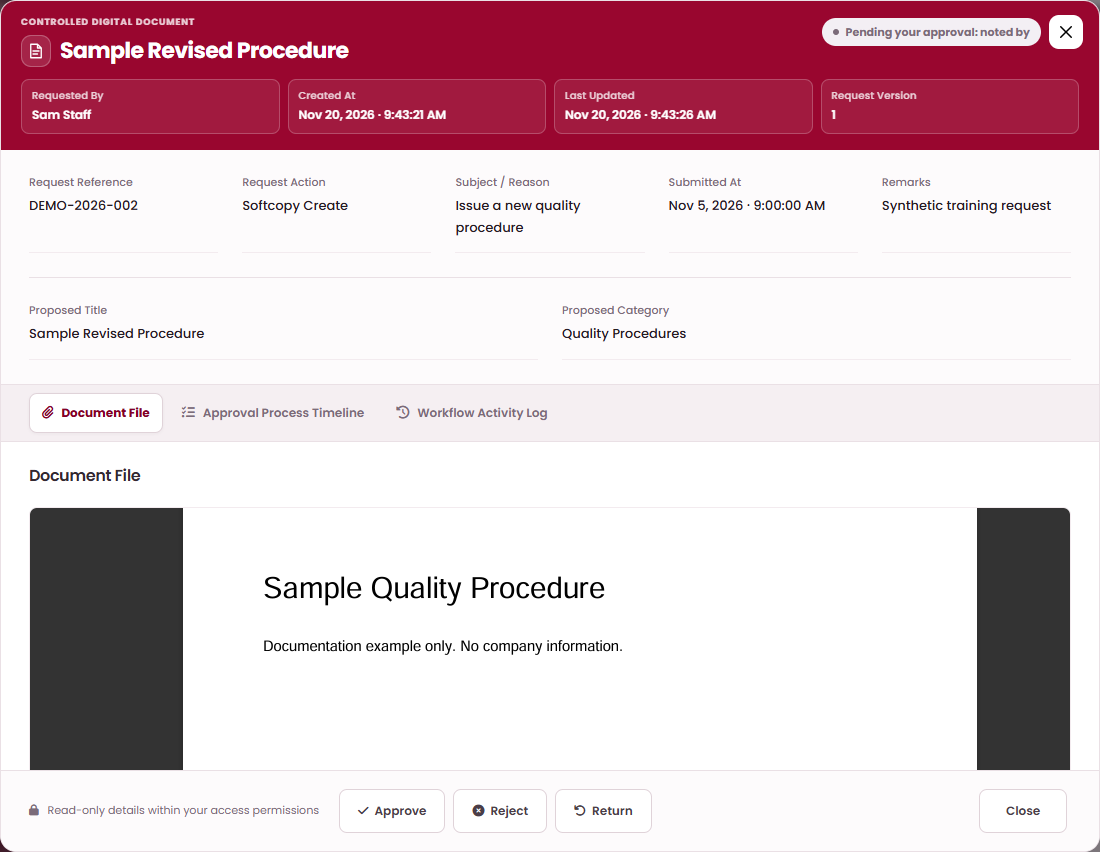 CONTROLLED DIGITAL DOCUMENT
Sample Revised Procedure
Pending your approval: noted by
Requested By
Sam Staff
Created At
Nov 20, 2026 · 9:43:21 AM
Last Updated
Nov 20, 2026 · 9:43:26 AM
Request Version
1
Request Reference
DEMO-2026-002
Request Action
Softcopy Create
Subject / Reason
Issue a new quality
procedure
Submitted At
Nov 5, 2026 · 9:00:00 AM
Remarks
Synthetic training request
Proposed Title
Sample Revised Procedure
Proposed Category
Quality Procedures
Document File
Approval Process Timeline
Workflow Activity Log
Document File
Sample Quality Procedure
Documentation example only. No company information.
Read-only details within your access permissions
Approve
Reject
Return
Close